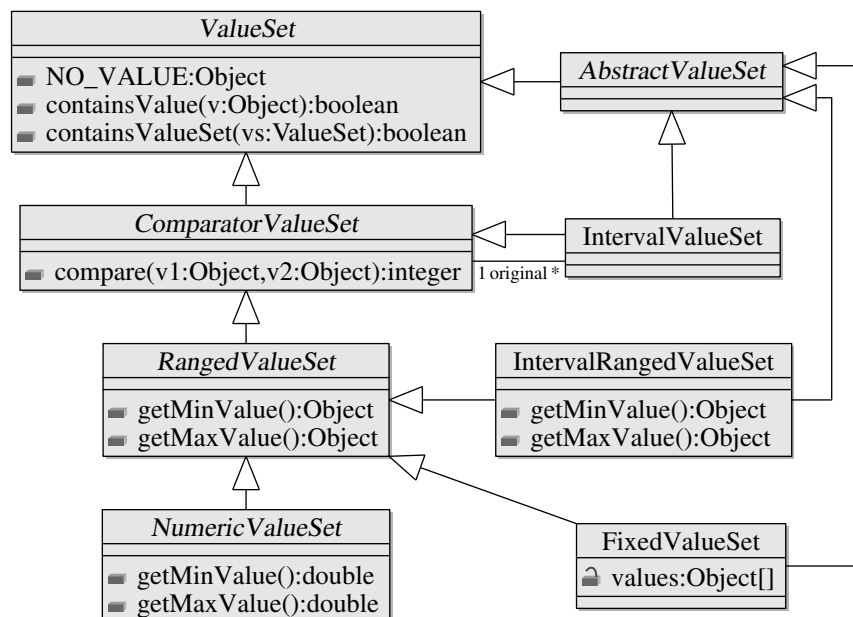 ValueSet
NO_VALUE:Object
containsValue(v:Object):boolean
containsValueSet(vs:ValueSet):boolean
AbstractValueSet
ComparatorValueSet
compare(v1:Object,v2:Object):integer
1 original *
IntervalValueSet
RangedValueSet
getMinValue():Object
getMaxValue():Object
IntervalRangedValueSet
getMinValue():Object
getMaxValue():Object
NumericValueSet
getMinValue():double
getMaxValue():double
FixedValueSet
values:Object[]